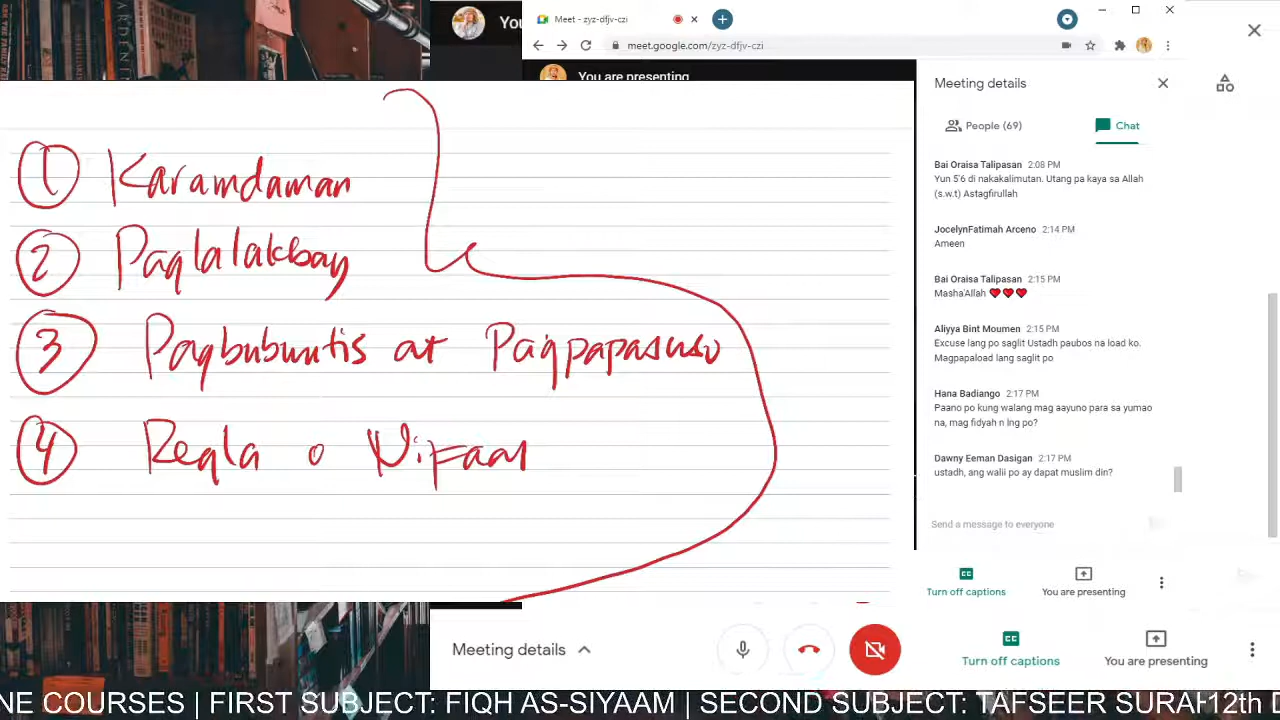 You
Meet - zyz-dfjv-czi
meet.google.com/zyz-dfjv-czi
You are presenting
1 Karamdaman
2 Paglalakbay
3 Pagbubuntis at Pagpapasuso
4 Regla o Nifaas
Meeting details
People (69)
Chat
Bai Oraisa Talipasan 2:08 PM
Yun 5'6 di nakakalimutan. Utang pa kaya sa Allah
(s.w.t) Astagfirullah
JocelynFatimah Arceno 2:14 PM
Ameen
Bai Oraisa Talipasan 2:15 PM
Masha'Allah ❤❤❤
Aliyya Bint Moumen 2:15 PM
Excuse lang po saglit Ustadh paubos na load ko.
Magpapaload lang saglit po
Hana Badiango 2:17 PM
Paano po kung walang mag aayuno para sa yumao
na, mag fidyah n lng po?
Dawny Eeman Dasigan 2:17 PM
ustadh, ang walii po ay dapat muslim din?
Send a message to everyone
CC
Turn off captions
You are presenting
Meeting details
CC
Turn off captions
You are presenting
NE COURSES | FIRST SUBJECT: FIQH AS-SIYAAM | SECOND SUBJECT: TAFSEER SURAH 12th D